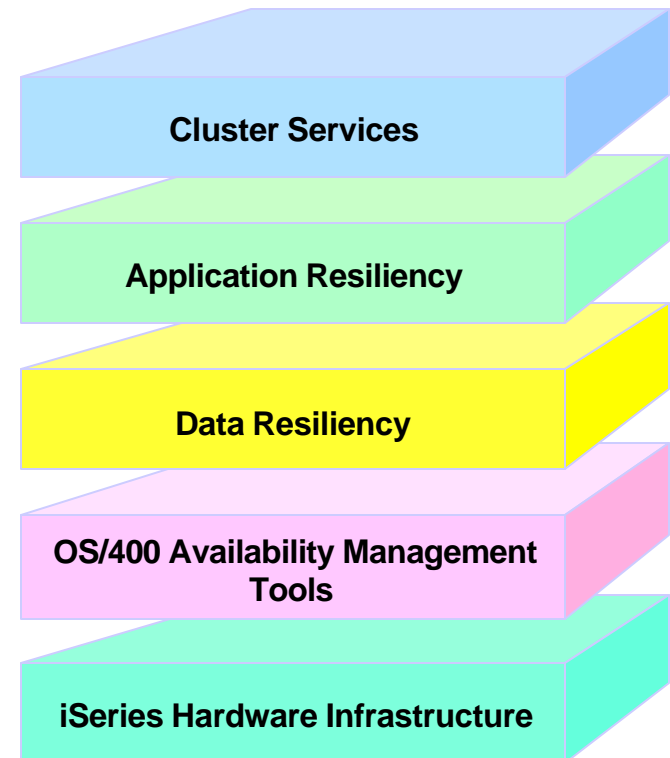 Cluster Services
Application Resiliency
Data Resiliency
OS/400 Availability Management
Tools
iSeries Hardware Infrastructure